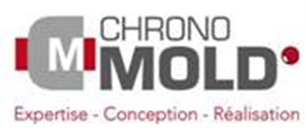 CHRONO
M MOLD
Expertise - Conception - Réalisation